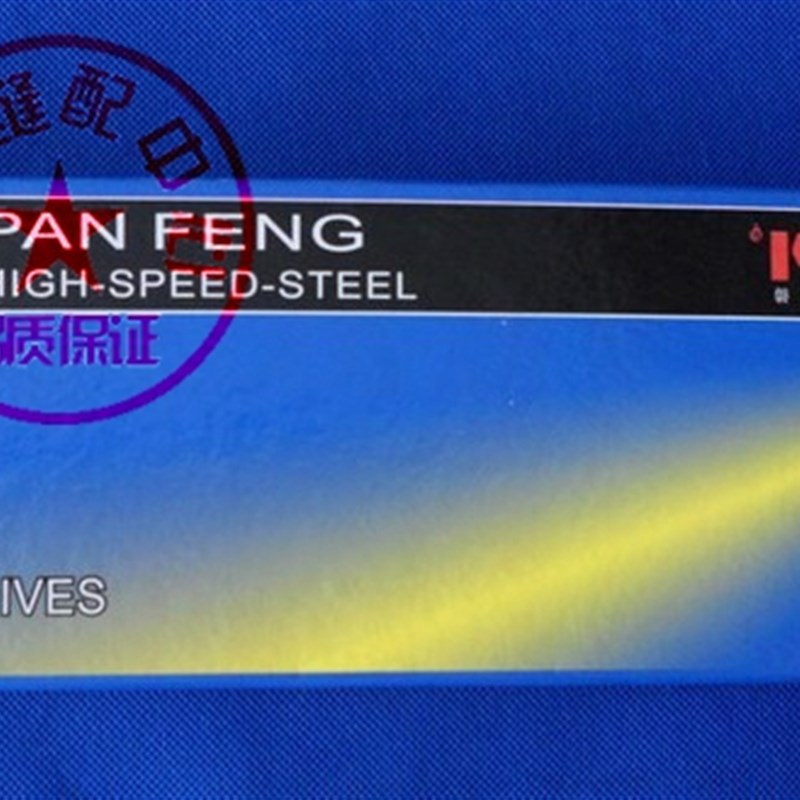 缝配中
PAN FENG
HIGH-SPEED-STEEL
质保证
IVES